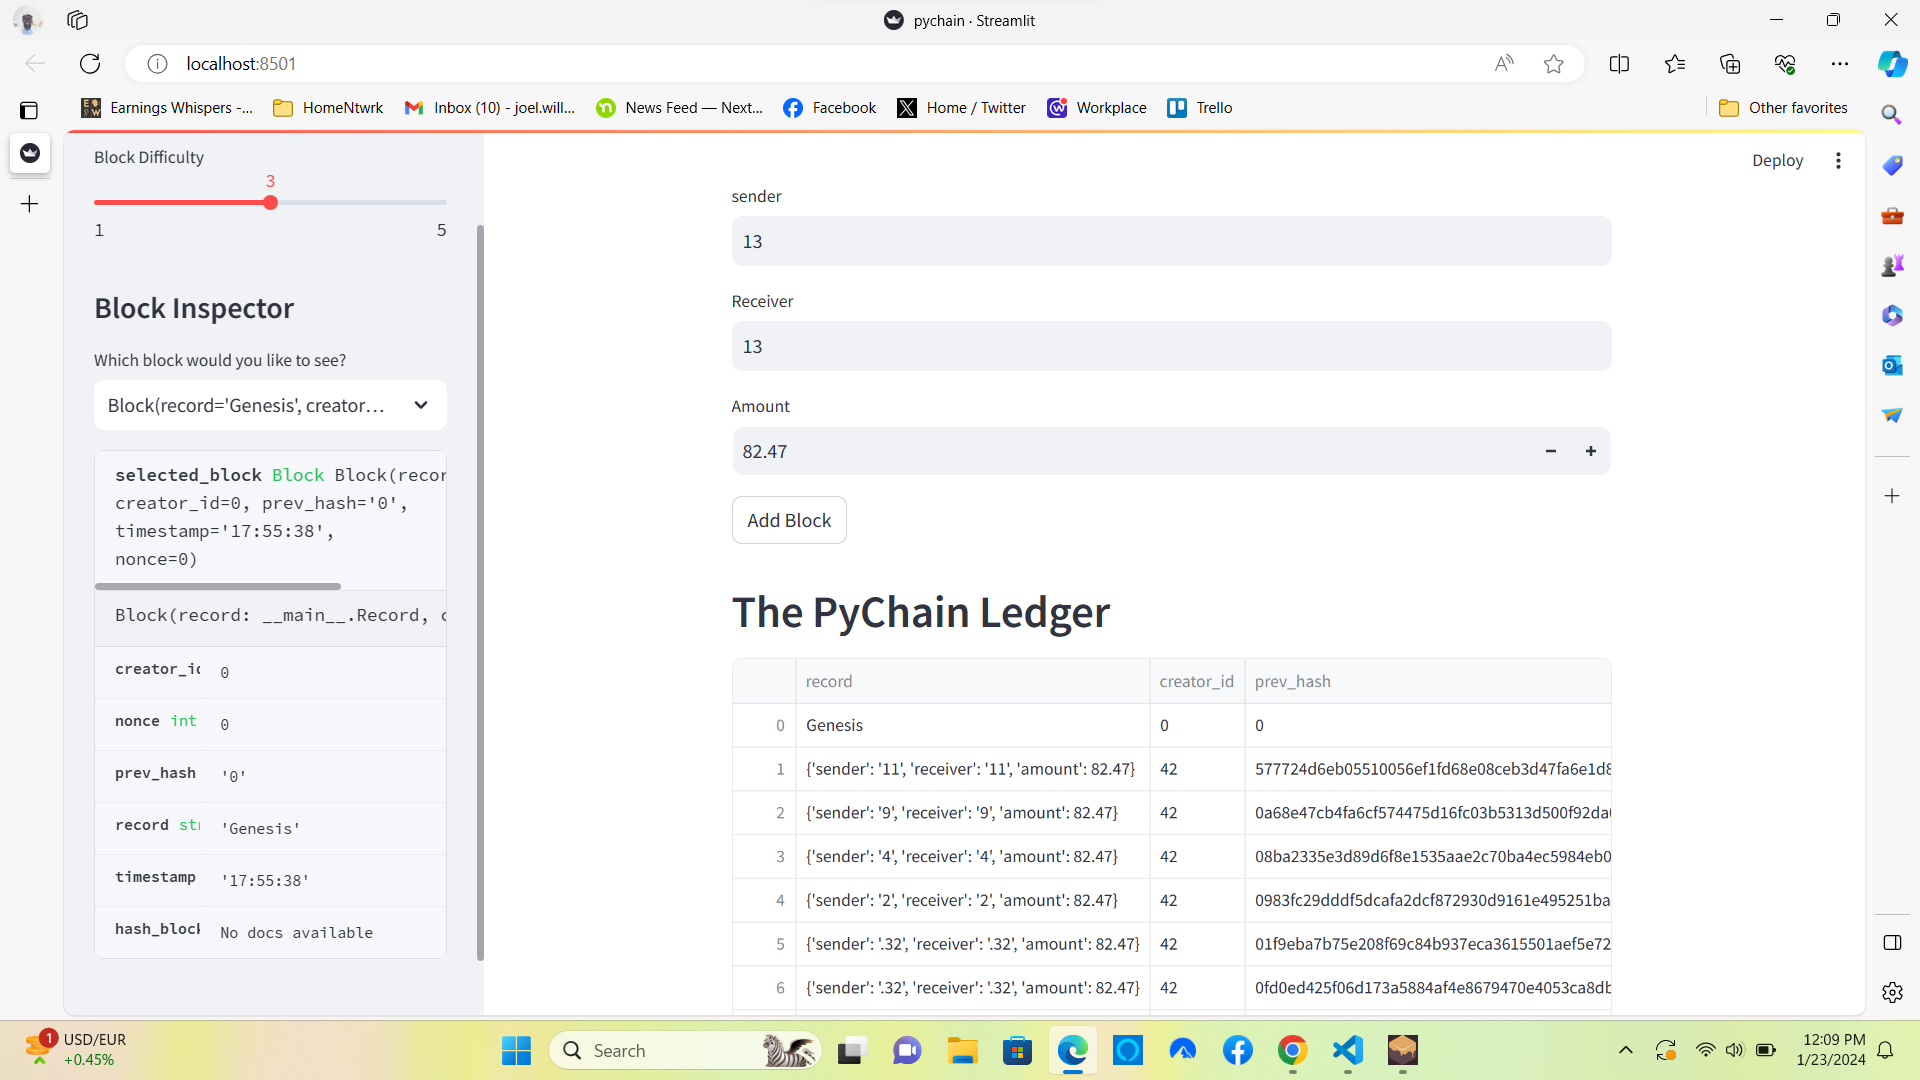 pychain · Streamlit
localhost:8501
A
Earnings Whispers -...
HomeNtwrk
Inbox (10) - joel.will...
News Feed — Next...
Facebook
Home / Twitter
Workplace
Trello
Other favorites
Block Difficulty
3
1
5
Block Inspector
Which block would you like to see?
Block(record='Genesis', creator...
selected_block Block Block(recor
creator_id=0, prev_hash='0',
timestamp='17:55:38',
nonce=0)
Block(record: __main__.Record, c
creator_id 0
nonce int 0
prev_hash '0'
record str 'Genesis'
timestamp '17:55:38'
hash_block No docs available
Deploy
sender
13
Receiver
13
Amount
82.47
Add Block
The PyChain Ledger
record creator_id prev_hash
0 Genesis 0 0
1 {'sender': '11', 'receiver': '11', 'amount': 82.47} 42 577724d6eb05510056ef1fd68e08ceb3d47fa6e1d8
2 {'sender': '9', 'receiver': '9', 'amount': 82.47} 42 0a68e47cb4fa6cf574475d16fc03b5313d500f92da
3 {'sender': '4', 'receiver': '4', 'amount': 82.47} 42 08ba2335e3d89d6f8e1535aae2c70ba4ec5984eb0
4 {'sender': '2', 'receiver': '2', 'amount': 82.47} 42 0983fc29dddf5dcafa2dcf872930d9161e495251ba
5 {'sender': '.32', 'receiver': '.32', 'amount': 82.47} 42 01f9eba7b75e208f69c84b937eca3615501aef5e72
6 {'sender': '.32', 'receiver': '.32', 'amount': 82.47} 42 0fd0ed425f06d173a5884af4e8679470e4053ca8db
1
USD/EUR
+0.45%
Search
12:09 PM
1/23/2024